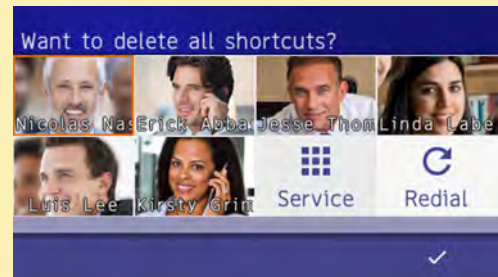 Want to delete all shortcuts?
Nicolas Nas Erick Abba Jesse Thom Linda Labe
Luis Lee Kirsty Grin Service Redial